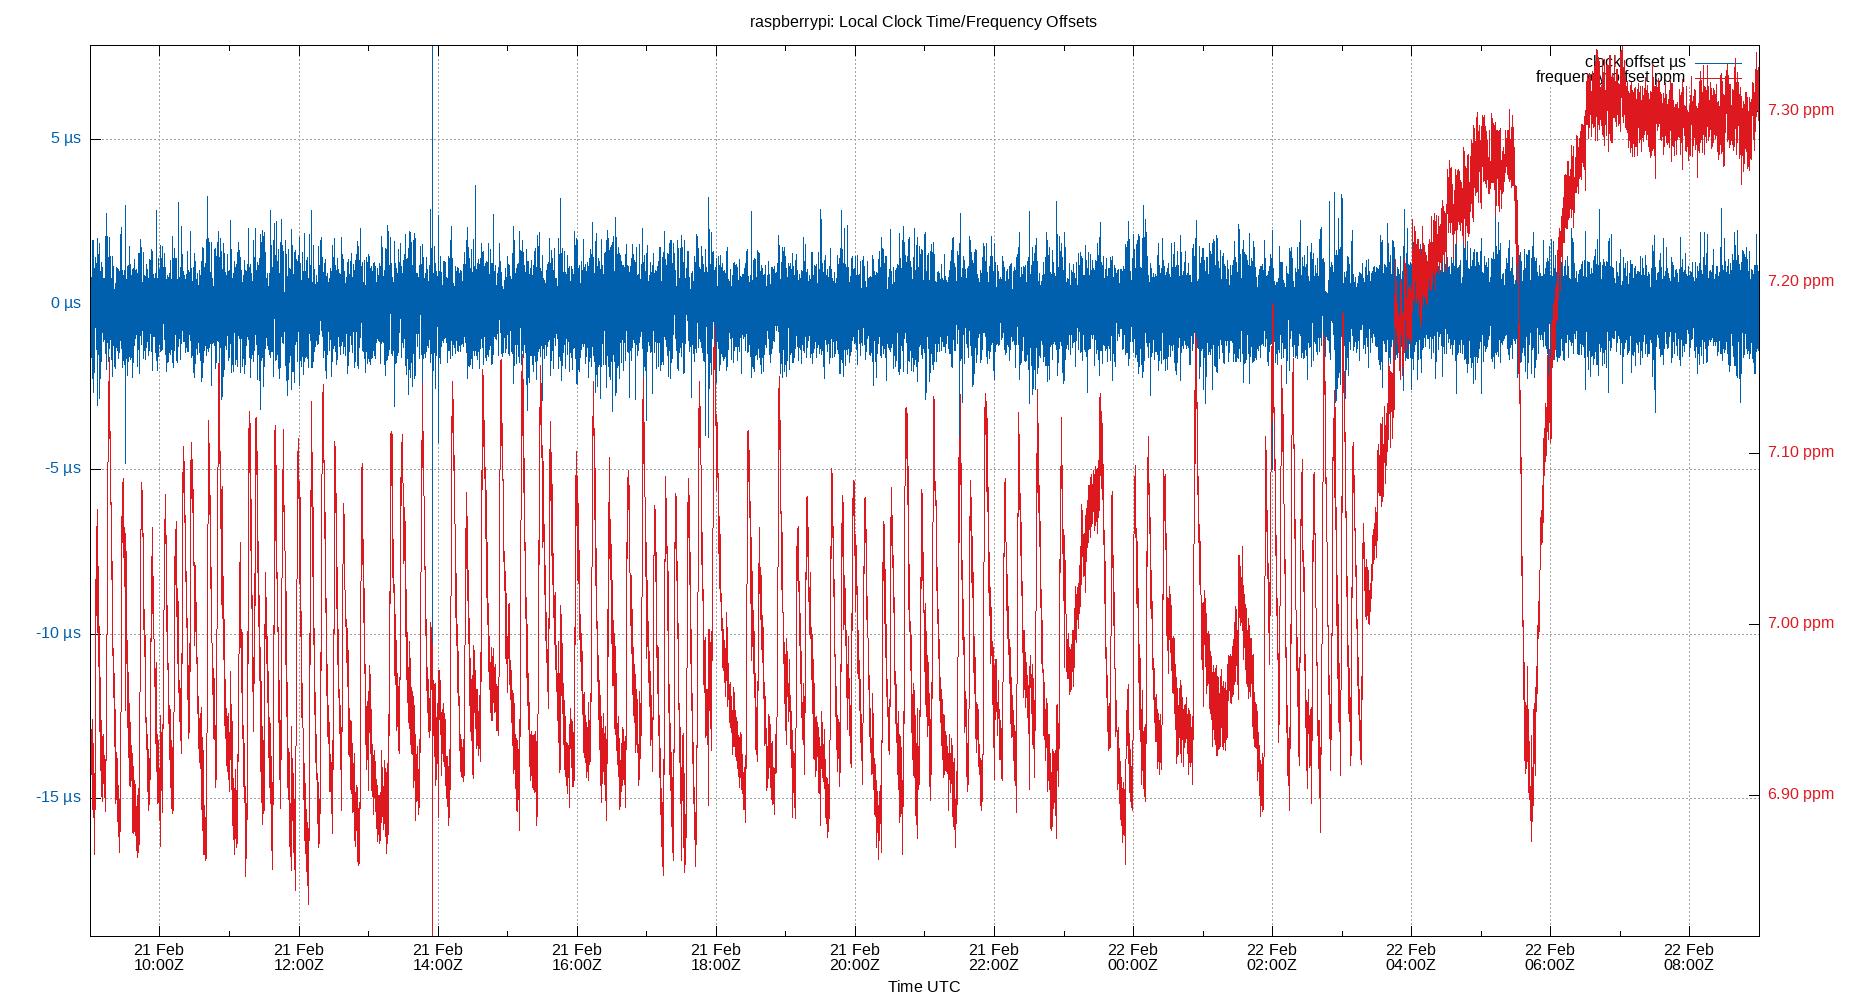 raspberrypi: Local Clock Time/Frequency Offsets
clock offset µs
frequency offset ppm
5 µs
0 µs
-5 µs
-10 µs
-15 µs
7.30 ppm
7.20 ppm
7.10 ppm
7.00 ppm
6.90 ppm
21 Feb 21 Feb 21 Feb 21 Feb 21 Feb 21 Feb 21 Feb 22 Feb 22 Feb 22 Feb 22 Feb 22 Feb
10:00Z 12:00Z 14:00Z 16:00Z 18:00Z 20:00Z 22:00Z 00:00Z 02:00Z 04:00Z 06:00Z 08:00Z
Time UTC